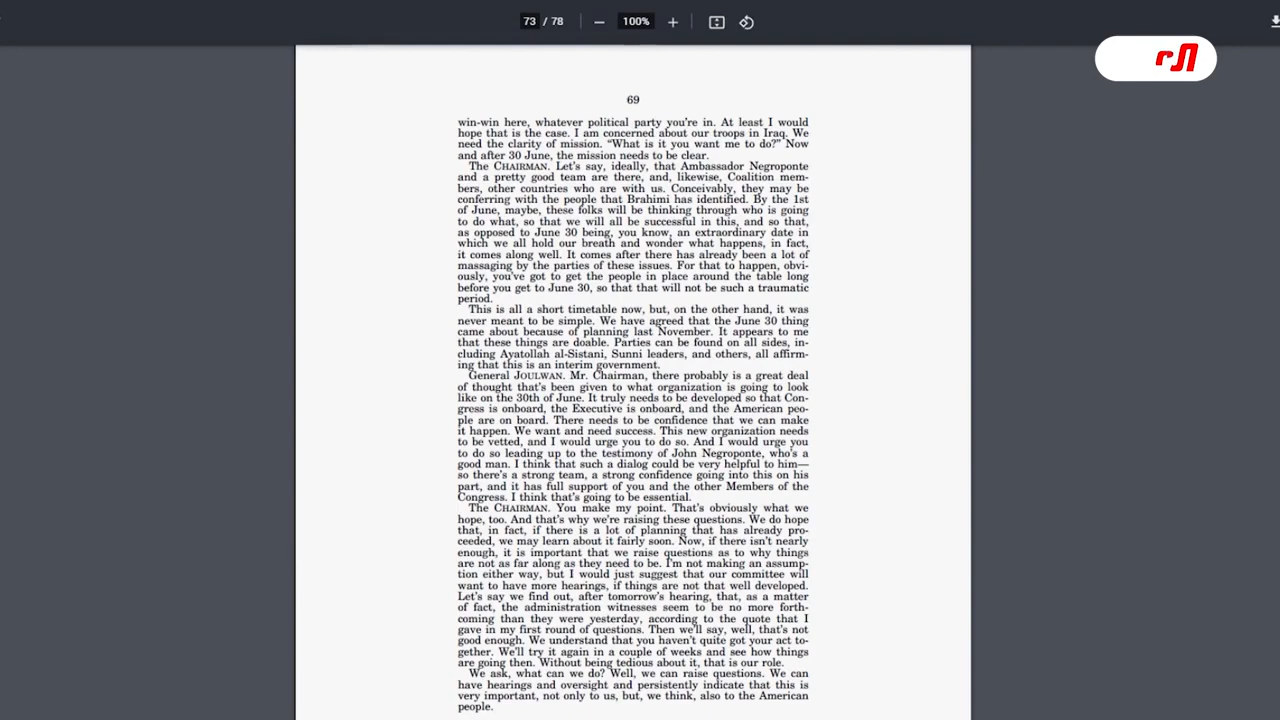 73 / 78
100%
69
win-win here, whatever political party you're in. At least I would
hope that is the case. I am concerned about our troops in Iraq. We
need the clarity of mission. “What is it you want me to do?” Now
and after 30 June, the mission needs to be clear.
The CHAIRMAN. Let's say, ideally, that Ambassador Negroponte
and a pretty good team are there, and, likewise, Coalition mem-
bers, other countries who are with us. Conceivably, they may be
conferring with the people that Brahimi has identified. By the 1st
of June, maybe, these folks will be thinking through who is going
to do what, so that we will all be successful in this, and so that,
as opposed to June 30 being, you know, an extraordinary date in
which we all hold our breath and wonder what happens, in fact,
it comes along well. It comes after there has already been a lot of
massaging by the parties of these issues. For that to happen, obvi-
ously, you've got to get the people in place around the table long
before you get to June 30, so that that will not be such a traumatic
period.
This is all a short timetable now, but, on the other hand, it was
never meant to be simple. We have agreed that the June 30 thing
came about because of planning last November. It appears to me
that these things are doable. Parties can be found on all sides, in-
cluding Ayatollah al-Sistani, Sunni leaders, and others, all affirm-
ing that this is an interim government.
General JOULWAN. Mr. Chairman, there probably is a great deal
of thought that's been given to what organization is going to look
like on the 30th of June. It truly needs to be developed so that Con-
gress is onboard, the Executive is onboard, and the American peo-
ple are on board. There needs to be confidence that we can make
it happen. We want and need success. This new organization needs
to be vetted, and I would urge you to do so. And I would urge you
to do so leading up to the testimony of John Negroponte, who's a
good man. I think that such a dialog could be very helpful to him—
so there's a strong team, a strong confidence going into this on his
part, and it has full support of you and the other Members of the
Congress. I think that's going to be essential.
The CHAIRMAN. You make my point. That's obviously what we
hope, too. And that's why we're raising these questions. We do hope
that, in fact, if there is a lot of planning that has already pro-
ceeded, we may learn about it fairly soon. Now, if there isn't nearly
enough, it is important that we raise questions as to why things
are not as far along as they need to be. I'm not making an assump-
tion either way, but I would just suggest that our committee will
want to have more hearings, if things are not that well developed.
Let's say we find out, after tomorrow's hearing, that, as a matter
of fact, the administration witnesses seem to be no more forth-
coming than they were yesterday, according to the quote that I
gave in my first round of questions. Then we'll say, well, that's not
good enough. We understand that you haven't quite got your act to-
gether. We'll try it again in a couple of weeks and see how things
are going then. Without being tedious about it, that is our role.
We ask, what can we do? Well, we can raise questions. We can
have hearings and oversight and persistently indicate that this is
very important, not only to us, but, we think, also to the American
people.